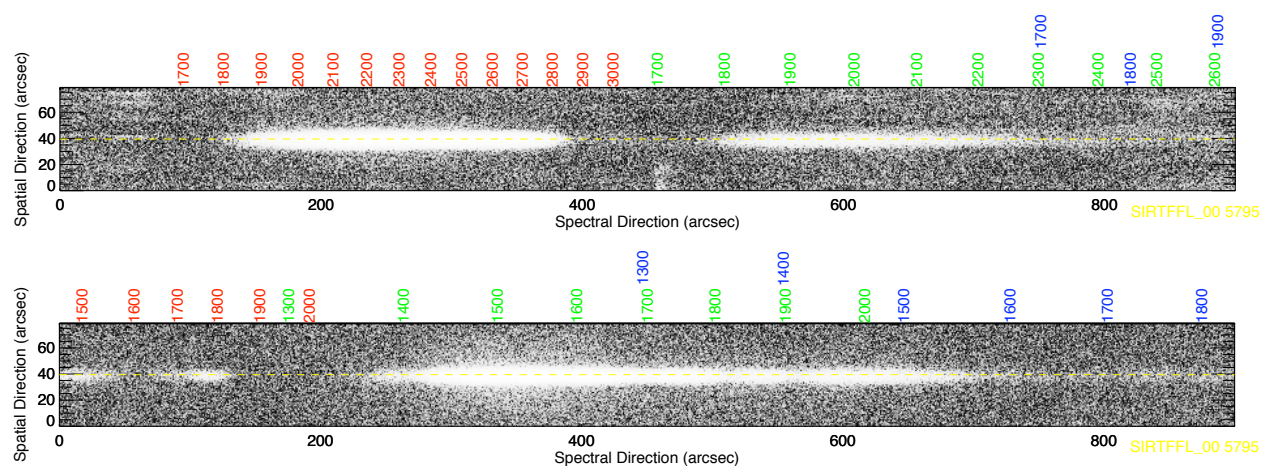 1700 1900
1700 1800 1900 2000 2100 2200 2300 2400 2500 2600 2700 2800 2900 3000 1700 1800 1900 2000 2100 2200 2300 2400 1800 2500 2600
Spatial Direction (arcsec)
60
40
20
0
0 200 400 600 800
Spectral Direction (arcsec)
SIRTFFL_00 5795
1300 1400
1500 1600 1700 1800 1900 1300 2000 1400 1500 1600 1700 1800 1900 2000 1500 1600 1700 1800
Spatial Direction (arcsec)
60
40
20
0
0 200 400 600 800
Spectral Direction (arcsec)
SIRTFFL_00 5795